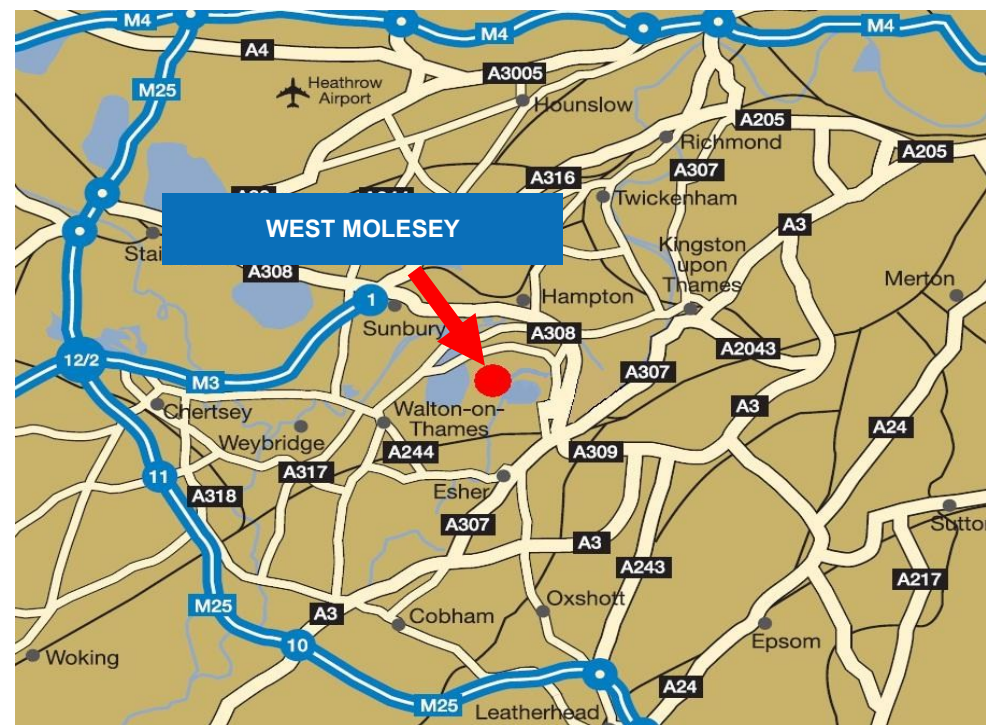 M4
M4
M4
A4
A3005
Heathrow
Airport
M25
Hounslow
A205
Richmond
A205
A316
A307
Twickenham
WEST MOLESEY
A3
Kingston
upon
Thames
Stai
A308
Merton
1
Hampton
Sunbury
A308
12/2
A2043
M3
A307
Chertsey
Walton-on-
Thames
A3
A24
Weybridge
A244
A309
11
A317
Esher
A318
A307
Sutto
A3
A243
A217
M25
A3
Oxshott
Cobham
Epsom
10
Woking
A24
M25
Leatherhead